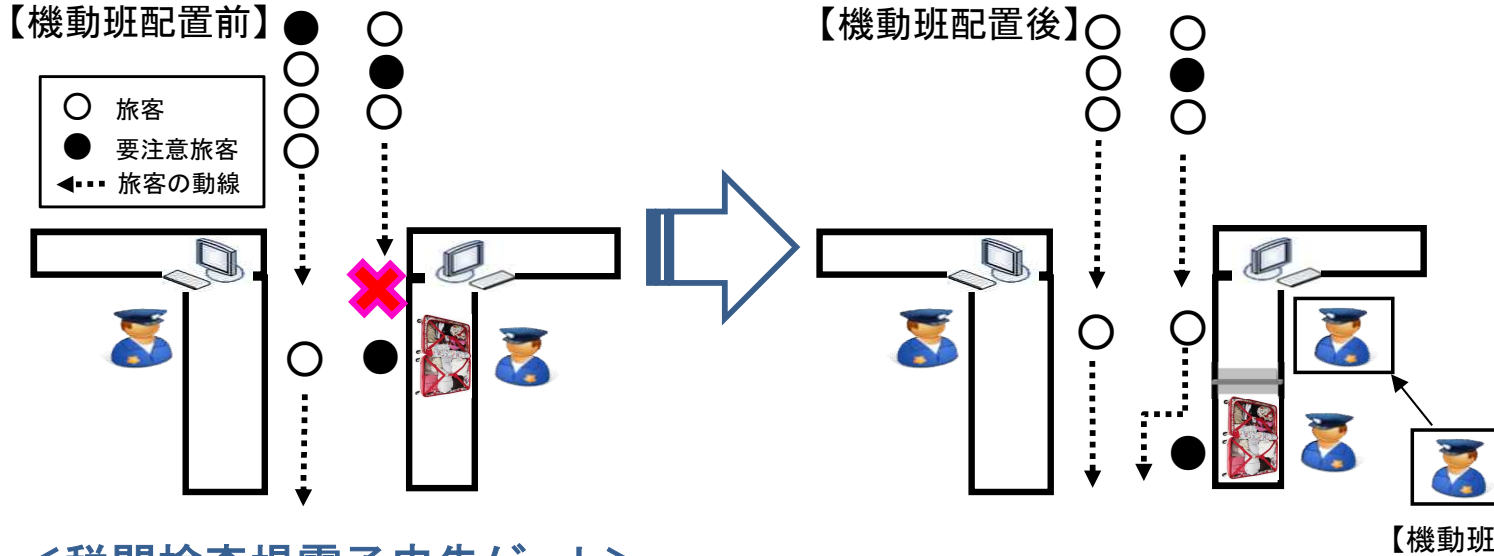 【機動班配置前】
旅客
要注意旅客
旅客の動線
【機動班配置後】
【機動班